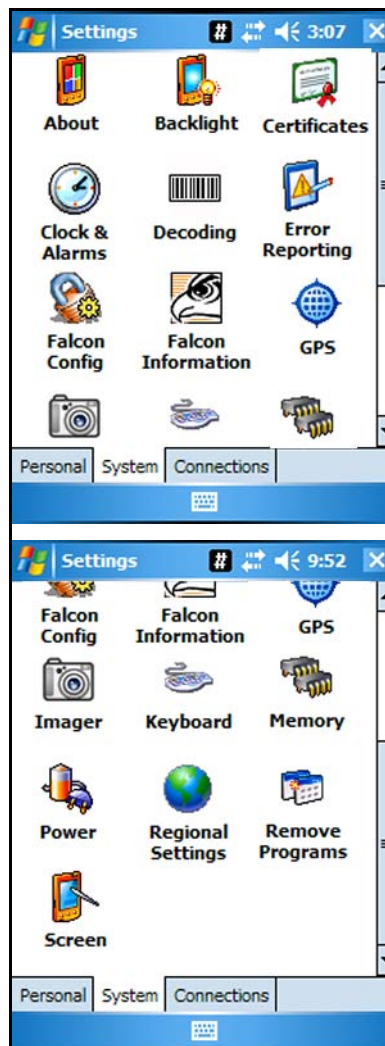 Settings # 3:07
About Backlight Certificates
Clock & Decoding Error
Alarms Reporting
Falcon Falcon GPS
Config Information
Personal System Connections
Settings # 9:52
Falcon Falcon GPS
Config Information
Imager Keyboard Memory
Power Regional Remove
Settings Programs
Screen
Personal System Connections